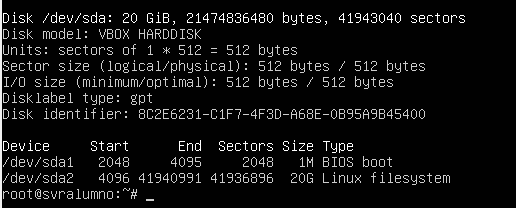 Disk /dev/sda: 20 GiB, 21474836480 bytes, 41943040 sectors
Disk model: VBOX HARDDISK
Units: sectors of 1 * 512 = 512 bytes
Sector size (logical/physical): 512 bytes / 512 bytes
I/O size (minimum/optimal): 512 bytes / 512 bytes
Disklabel type: gpt
Disk identifier: 8C2E6231-C1F7-4F3D-A68E-0B95A9B45400

Device Start End Sectors Size Type
/dev/sda1 2048 4095 2048 1M BIOS boot
/dev/sda2 4096 41940991 41936896 20G Linux filesystem
root@svralumno:~# _